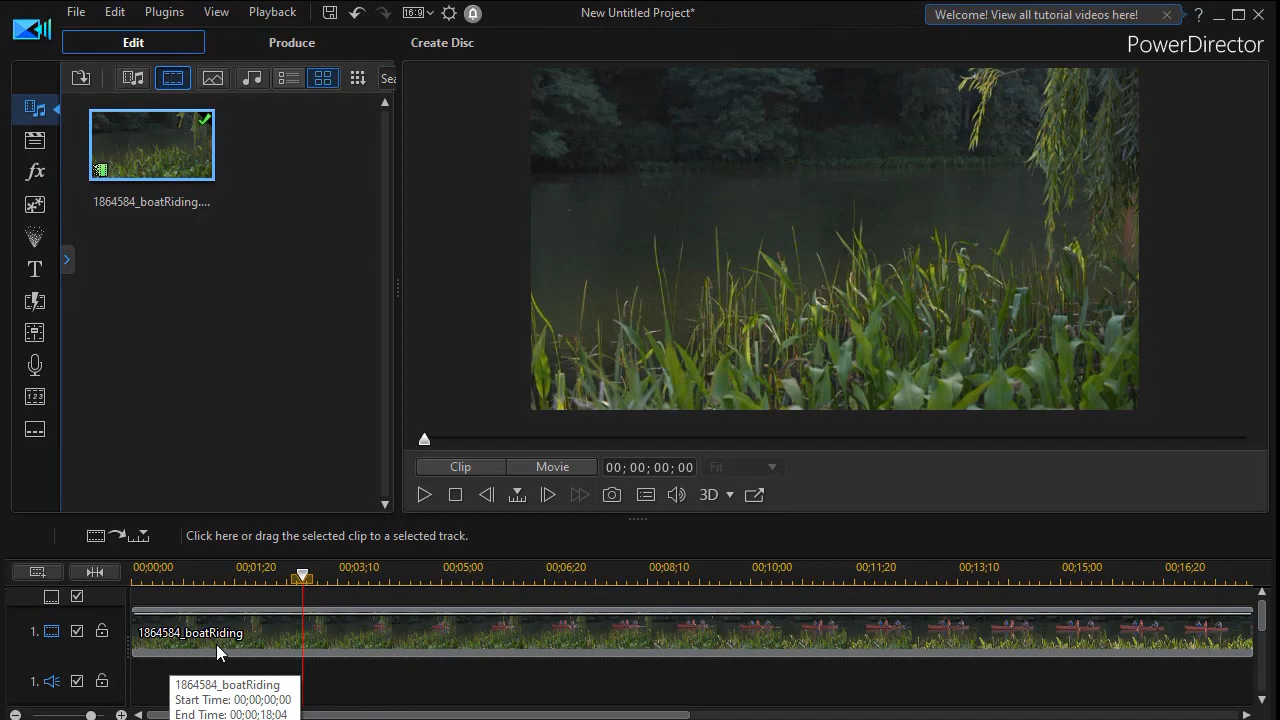 File Edit Plugins View Playback
16:9
New Untitled Project*
Welcome! View all tutorial videos here!
?
Edit Produce Create Disc
PowerDirector
Sea
fx
T
1 2 3
1864584_boatRiding....
Clip Movie 00; 00; 00; 00 Fit
3D
Click here or drag the selected clip to a selected track.
00;00;00 00;01;20 00;03;10 00;05;00 00;06;20 00;08;10 00;10;00 00;11;20 00;13;10 00;15;00 00;16;20
1. 1864584_boatRiding
1.
1864584_boatRiding
Start Time: 00;00;00;00
End Time: 00;00;18;04